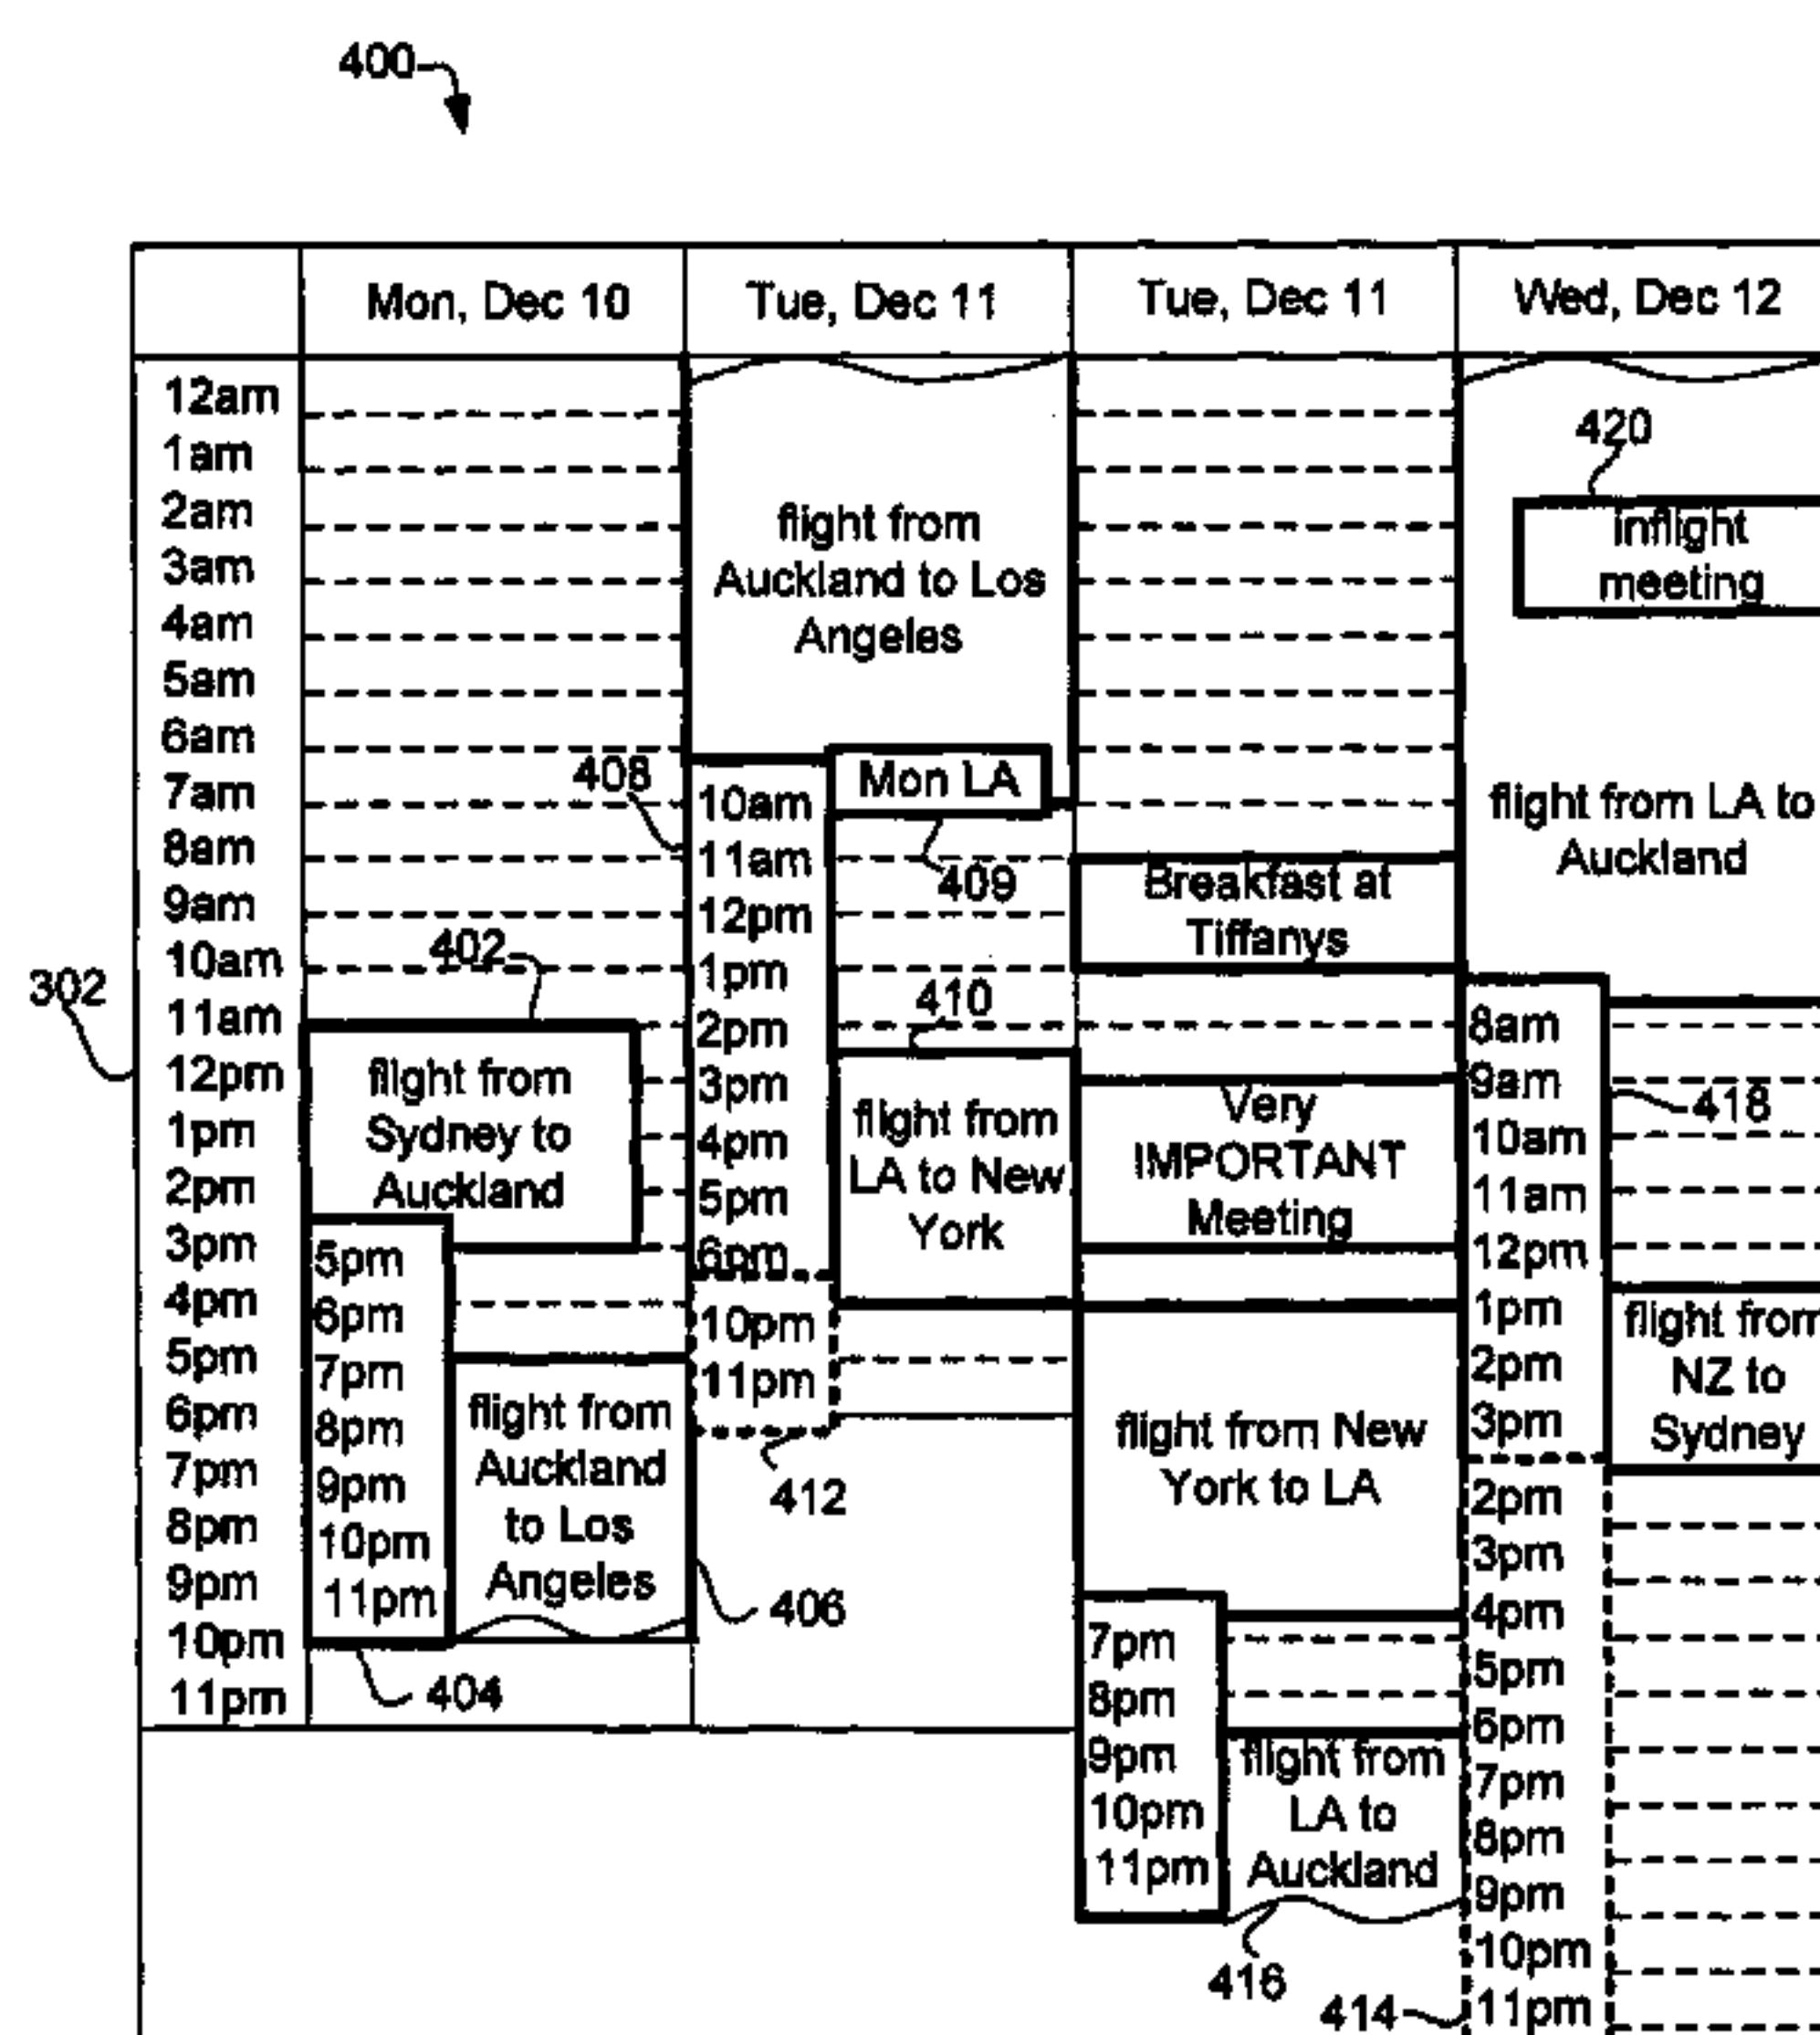 400
Mon, Dec 10
Tue, Dec 11
Tue, Dec 11
Wed, Dec 12
302
12am
1am
2am
3am
4am
5am
6am
7am
8am
9am
10am
11am
12pm
1pm
2pm
3pm
4pm
5pm
6pm
7pm
8pm
9pm
10pm
11pm
402
flight from
Sydney to
Auckland
5pm
6pm
7pm
8pm
9pm
10pm
11pm
404
flight from
Auckland
to Los
Angeles
406
flight from
Auckland to Los
Angeles
408
Mon LA
409
10am
11am
12pm
1pm
2pm
3pm
4pm
5pm
6pm
10pm
11pm
412
410
flight from
LA to New
York
Breakfast at
Tiffanys
Very
IMPORTANT
Meeting
flight from New
York to LA
7pm
8pm
9pm
10pm
11pm
flight from
LA to
Auckland
416
420
inflight
meeting
flight from LA to
Auckland
8am
9am
10am
11am
12pm
1pm
2pm
3pm
418
flight from
NZ to
Sydney
2pm
3pm
4pm
5pm
6pm
7pm
8pm
9pm
10pm
11pm
414